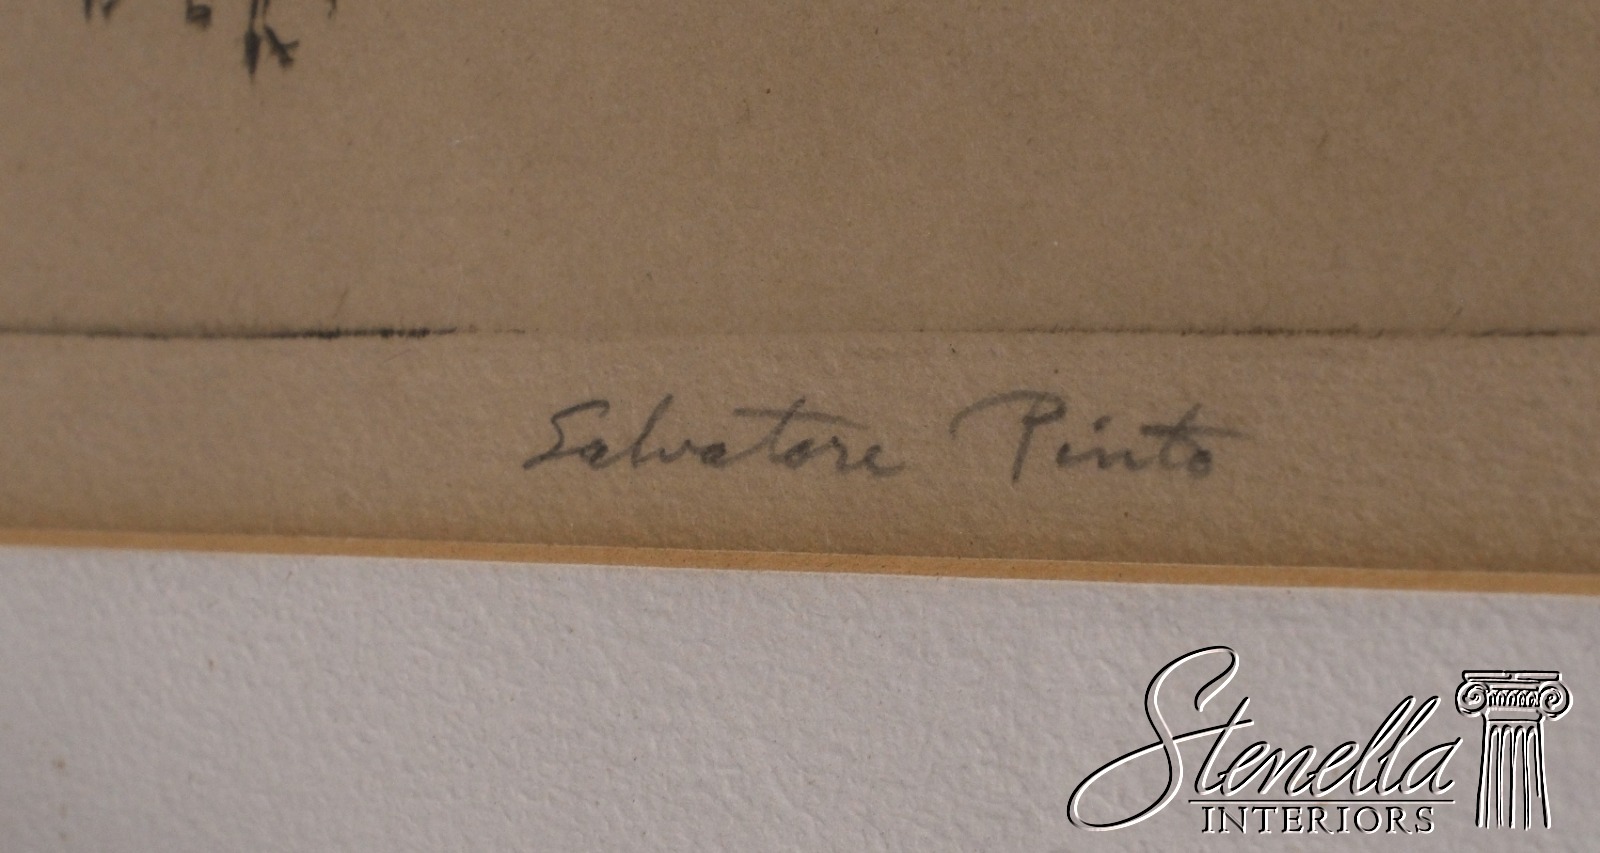 Salvatore Pinto
Stenella
INTERIORS